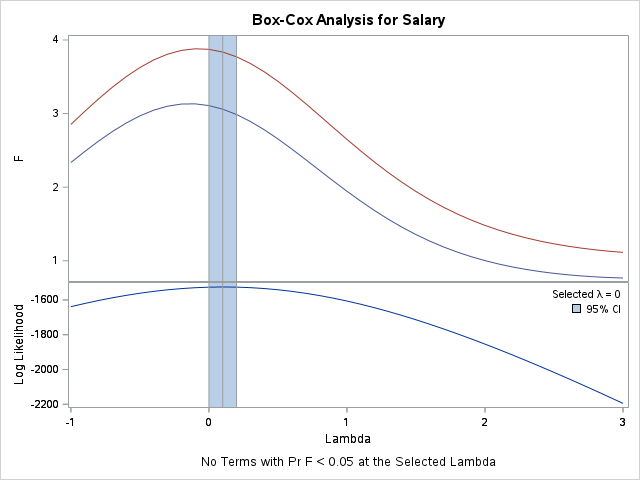 Box-Cox Analysis for Salary
4
3
2
1
F
-1600
-1800
-2000
-2200
Log Likelihood
Selected λ = 0
95% CI
-1 0 1 2 3
Lambda
No Terms with Pr F < 0.05 at the Selected Lambda